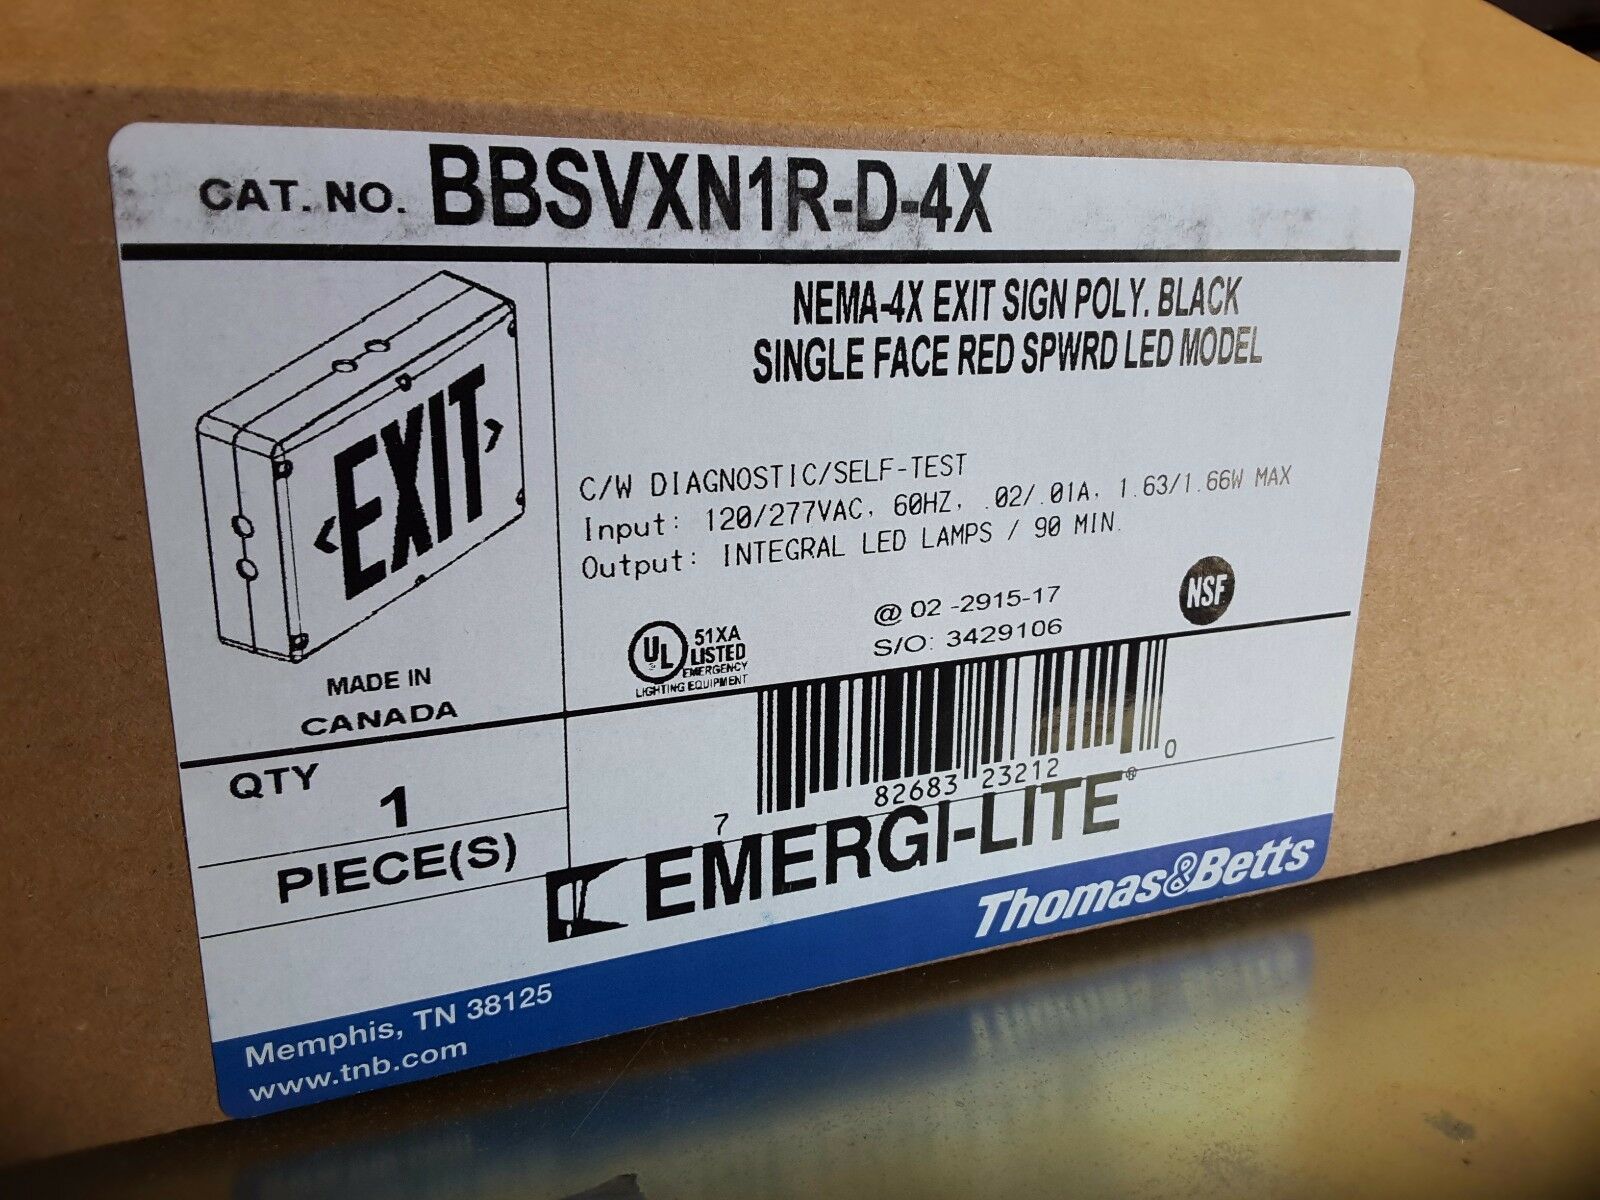 CAT. NO. BBSVXN1R-D-4X
NEMA-4X EXIT SIGN POLY. BLACK
SINGLE FACE RED SPWRD LED MODEL
EXIT
C/W DIAGNOSTIC/SELF-TEST
Input: 120/277VAC, 60HZ, .02/.01A, 1.63/1.66W MAX
Output: INTEGRAL LED LAMPS / 90 MIN.
MADE IN
CANADA
UL
51XA
LISTED
EMERGENCY
LIGHTING EQUIPMENT
@ 02 -2915-17
S/O: 3429106
NSF
QTY
1
PIECE(S)
7 82683 23212 0
EMERGI-LITE®
Thomas&Betts
Memphis, TN 38125
www.tnb.com